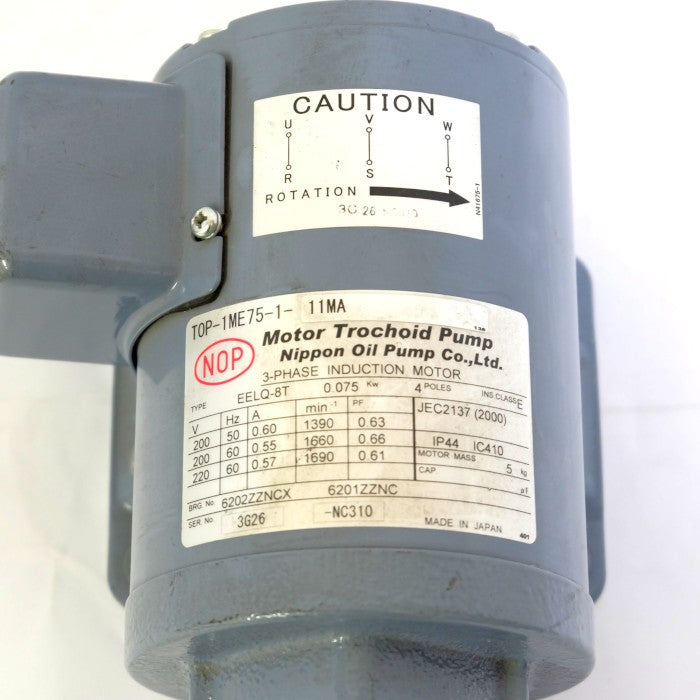 CAUTION
U V W
R S T
ROTATION
3G 26
N41675-1
TOP-1ME75-1- 11MA
NOP Motor Trochoid Pump
Nippon Oil Pump Co.,Ltd.
3-PHASE INDUCTION MOTOR
TYPE EELQ-8T 0.075 Kw 4 POLES INS CLASS E
V Hz A min⁻¹ PF JEC2137 (2000)
200 50 0.60 1390 0.63
200 60 0.55 1660 0.66 IP44 IC410
220 60 0.57 1690 0.61 MOTOR MASS 5 kg
CAP. μF
BRG No. 6202ZZNCX 6201ZZNC
SER. No. 3G26 -NC310 MADE IN JAPAN 401